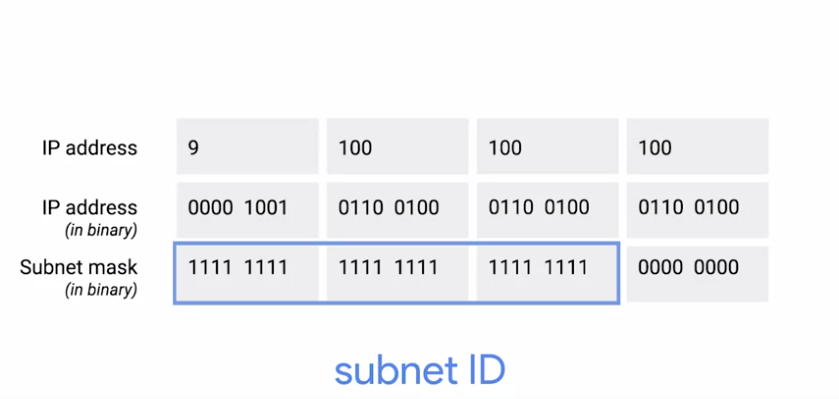 IP address 9 100 100 100
IP address 0000 1001 0110 0100 0110 0100 0110 0100
(in binary)
Subnet mask 1111 1111 1111 1111 1111 1111 0000 0000
(in binary)
subnet ID